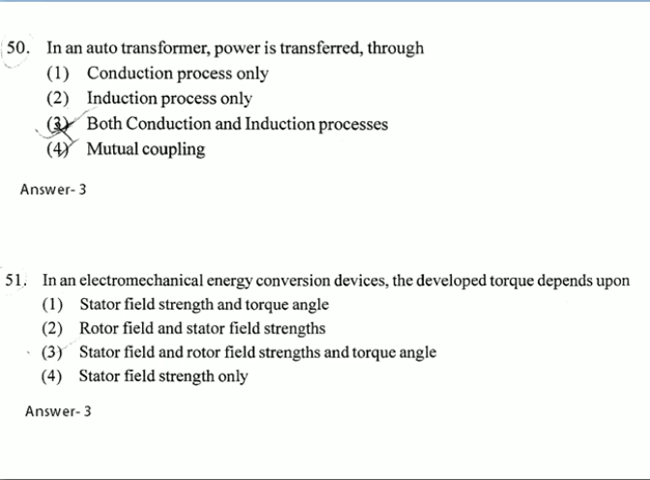 50. In an auto transformer, power is transferred, through
(1) Conduction process only
(2) Induction process only
(3) Both Conduction and Induction processes
(4) Mutual coupling
Answer- 3
51. In an electromechanical energy conversion devices, the developed torque depends upon
(1) Stator field strength and torque angle
(2) Rotor field and stator field strengths
(3) Stator field and rotor field strengths and torque angle
(4) Stator field strength only
Answer- 3